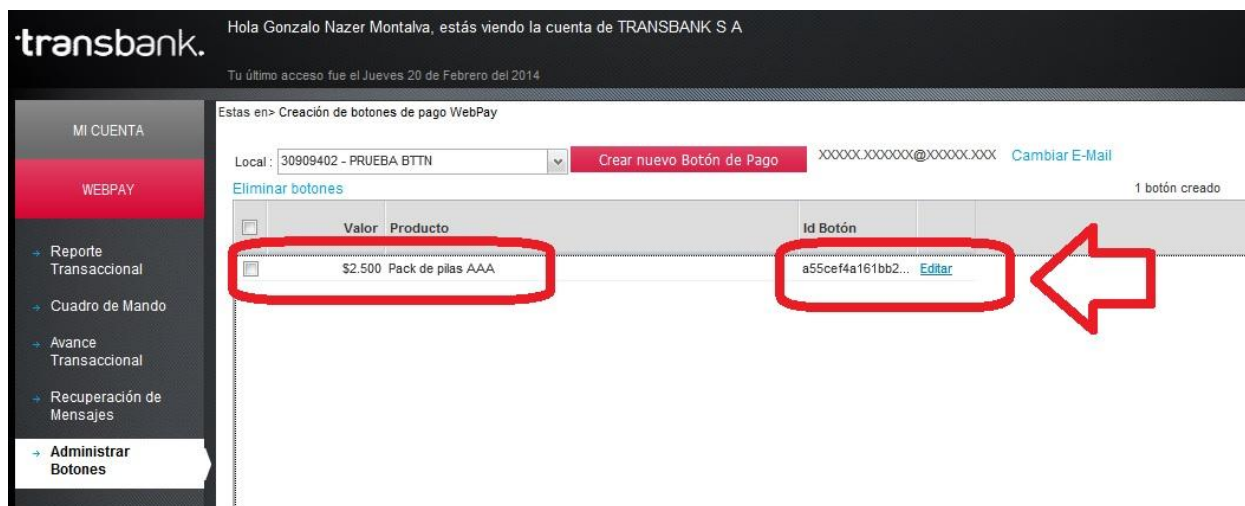 transbank.
Hola Gonzalo Nazer Montalva, estás viendo la cuenta de TRANSBANK S A
Tu último acceso fue el Jueves 20 de Febrero del 2014
MI CUENTA
WEBPAY
→ Reporte
Transaccional
→ Cuadro de Mando
→ Avance
Transaccional
→ Recuperación de
Mensajes
→ Administrar
Botones
Estas en> Creación de botones de pago WebPay
Local : 30909402 - PRUEBA BTTN Crear nuevo Botón de Pago XXXXX.XXXXXX@XXXXX.XXX Cambiar E-Mail
Eliminar botones 1 botón creado
Valor Producto Id Botón
$2.500 Pack de pilas AAA a55cef4a161bb2... Editar